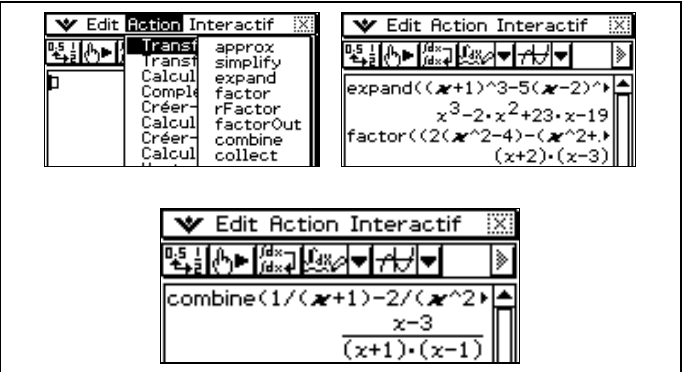 Edit Action Interactif
Transf approx
Transf simplify
Calcul expand
Comple factor
Créer- rFactor
Calcul factorOut
Créer- combine
Calcul collect
Edit Action Interactif
expand((x+1)^3-5(x-2)^
x³-2·x²+23·x-19
factor((2(x^2-4)-(x^2+.
(x+2)·(x-3)
Edit Action Interactif
combine(1/(x+1)-2/(x^2
x-3
(x+1)·(x-1)